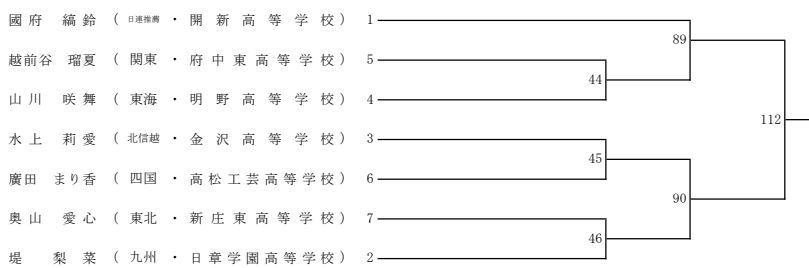 國府 縞鈴 (日連推薦・開新高等学校) 1
越前谷 瑠夏 (関東・府中東高等学校) 5
山川 咲舞 (東海・明野高等学校) 4
水上 莉愛 (北信越・金沢高等学校) 3
廣田 まり香 (四国・高松工芸高等学校) 6
奥山 愛心 (東北・新庄東高等学校) 7
堤 梨菜 (九州・日章学園高等学校) 2
89
44
112
45
90
46